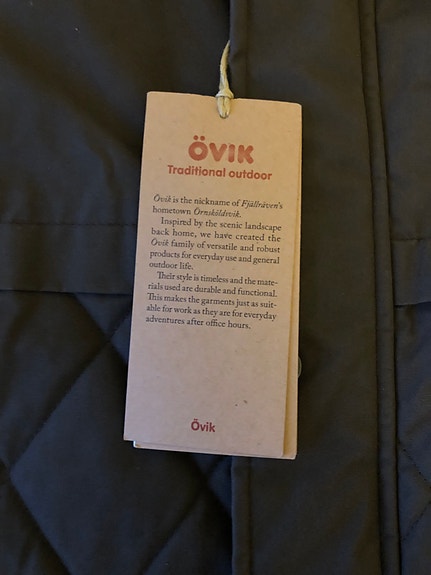 ÖVIK
Traditional outdoor
Övik is the nickname of Fjällräven's
hometown Örnsköldsvik.
Inspired by the scenic landscape
back home, we have created the
Övik family of versatile and robust
products for everyday use and general
outdoor life.
Their style is timeless and the mate-
rials used are durable and functional.
This makes the garments just as suit-
able for work as they are for everyday
adventures after office hours.
Övik